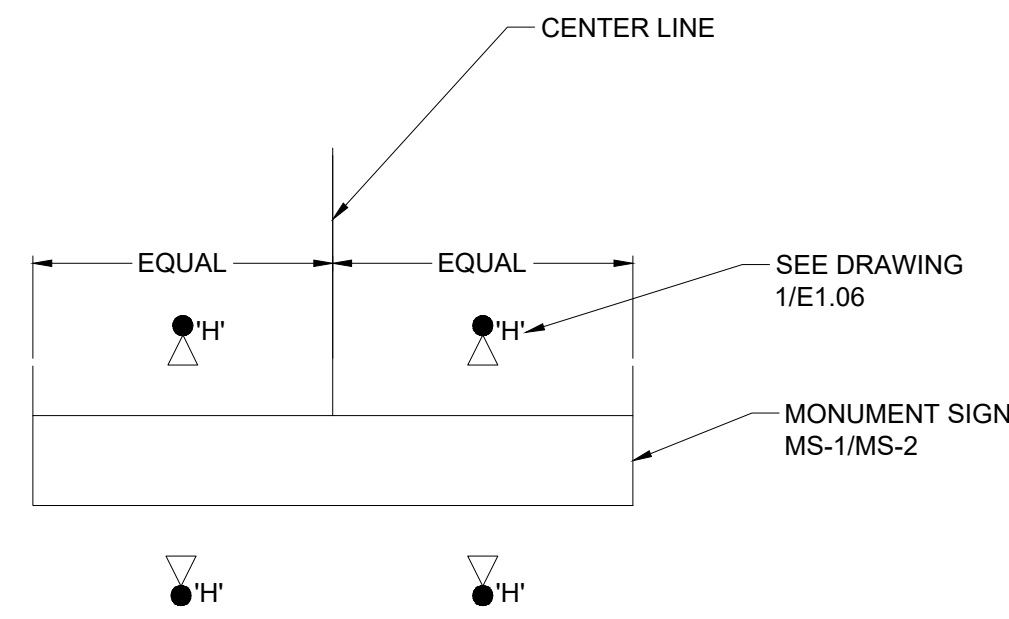 CENTER LINE
EQUAL
EQUAL
SEE DRAWING
1/E1.06
'H'
'H'
MONUMENT SIGN
MS-1/MS-2
'H'
'H'